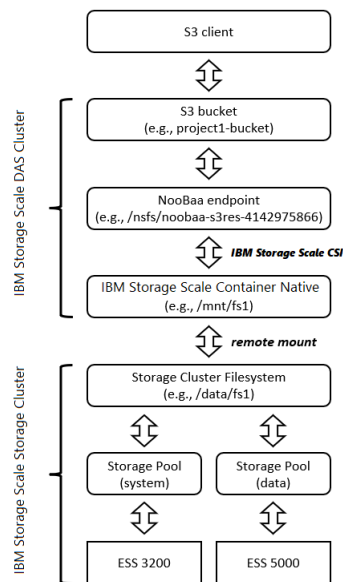 S3 client
IBM Storage Scale DAS Cluster
S3 bucket
(e.g., project1-bucket)
NooBaa endpoint
(e.g., /nsfs/noobaa-s3res-4142975866)
IBM Storage Scale CSI
IBM Storage Scale Container Native
(e.g., /mnt/fs1)
remote mount
IBM Storage Scale Storage Cluster
Storage Cluster Filesystem
(e.g., /data/fs1)
Storage Pool
(system)
Storage Pool
(data)
ESS 3200
ESS 5000